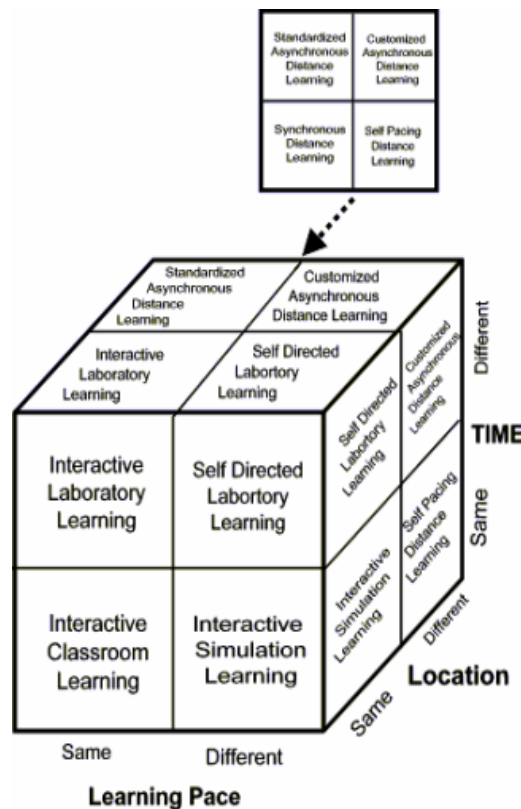 Standardized
Asynchronous
Distance
Learning
Customized
Asynchronous
Distance
Learning
Synchronous
Distance
Learning
Self Pacing
Distance
Learning
Standardized
Asynchronous
Distance
Learning
Customized
Asynchronous
Distance Learning
Interactive
Laboratory
Learning
Self Directed
Labortory
Learning
Interactive
Laboratory
Learning
Self Directed
Labortory
Learning
Interactive
Classroom
Learning
Interactive
Simulation
Learning
Self Directed
Labortory
Learning
Customized
Asynchronous
Distance
Learning
Interactive
Simulation
Learning
Self Pacing
Distance
Learning
Different
TIME
Same
Different
Location
Same
Same
Different
Learning Pace